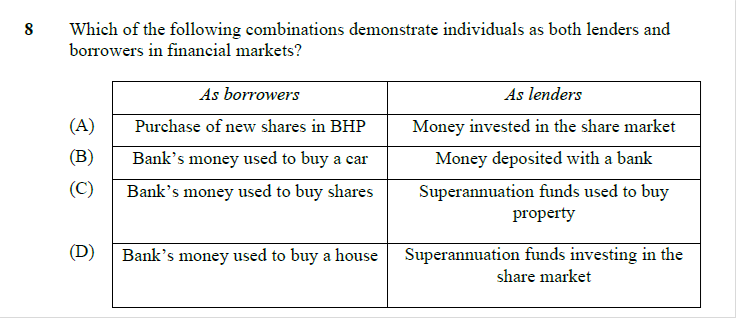 8 Which of the following combinations demonstrate individuals as both lenders and
borrowers in financial markets?
As borrowers As lenders
(A) Purchase of new shares in BHP Money invested in the share market
(B) Bank's money used to buy a car Money deposited with a bank
(C) Bank's money used to buy shares Superannuation funds used to buy
property
(D) Bank's money used to buy a house Superannuation funds investing in the
share market